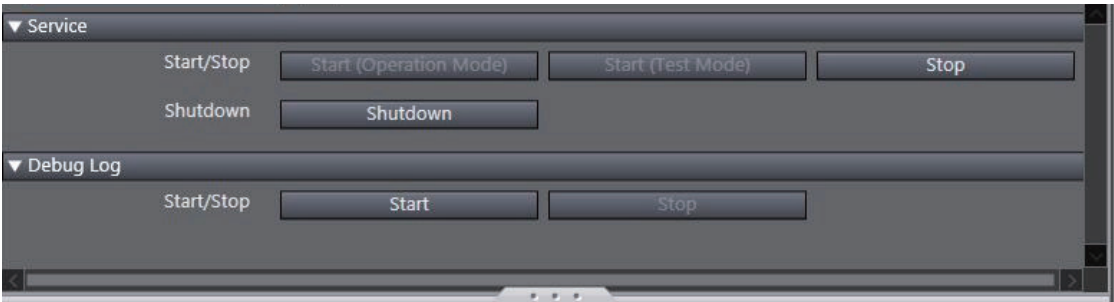 Service
Start/Stop Start (Operation Mode) Start (Test Mode) Stop
Shutdown Shutdown
Debug Log
Start/Stop Start Stop